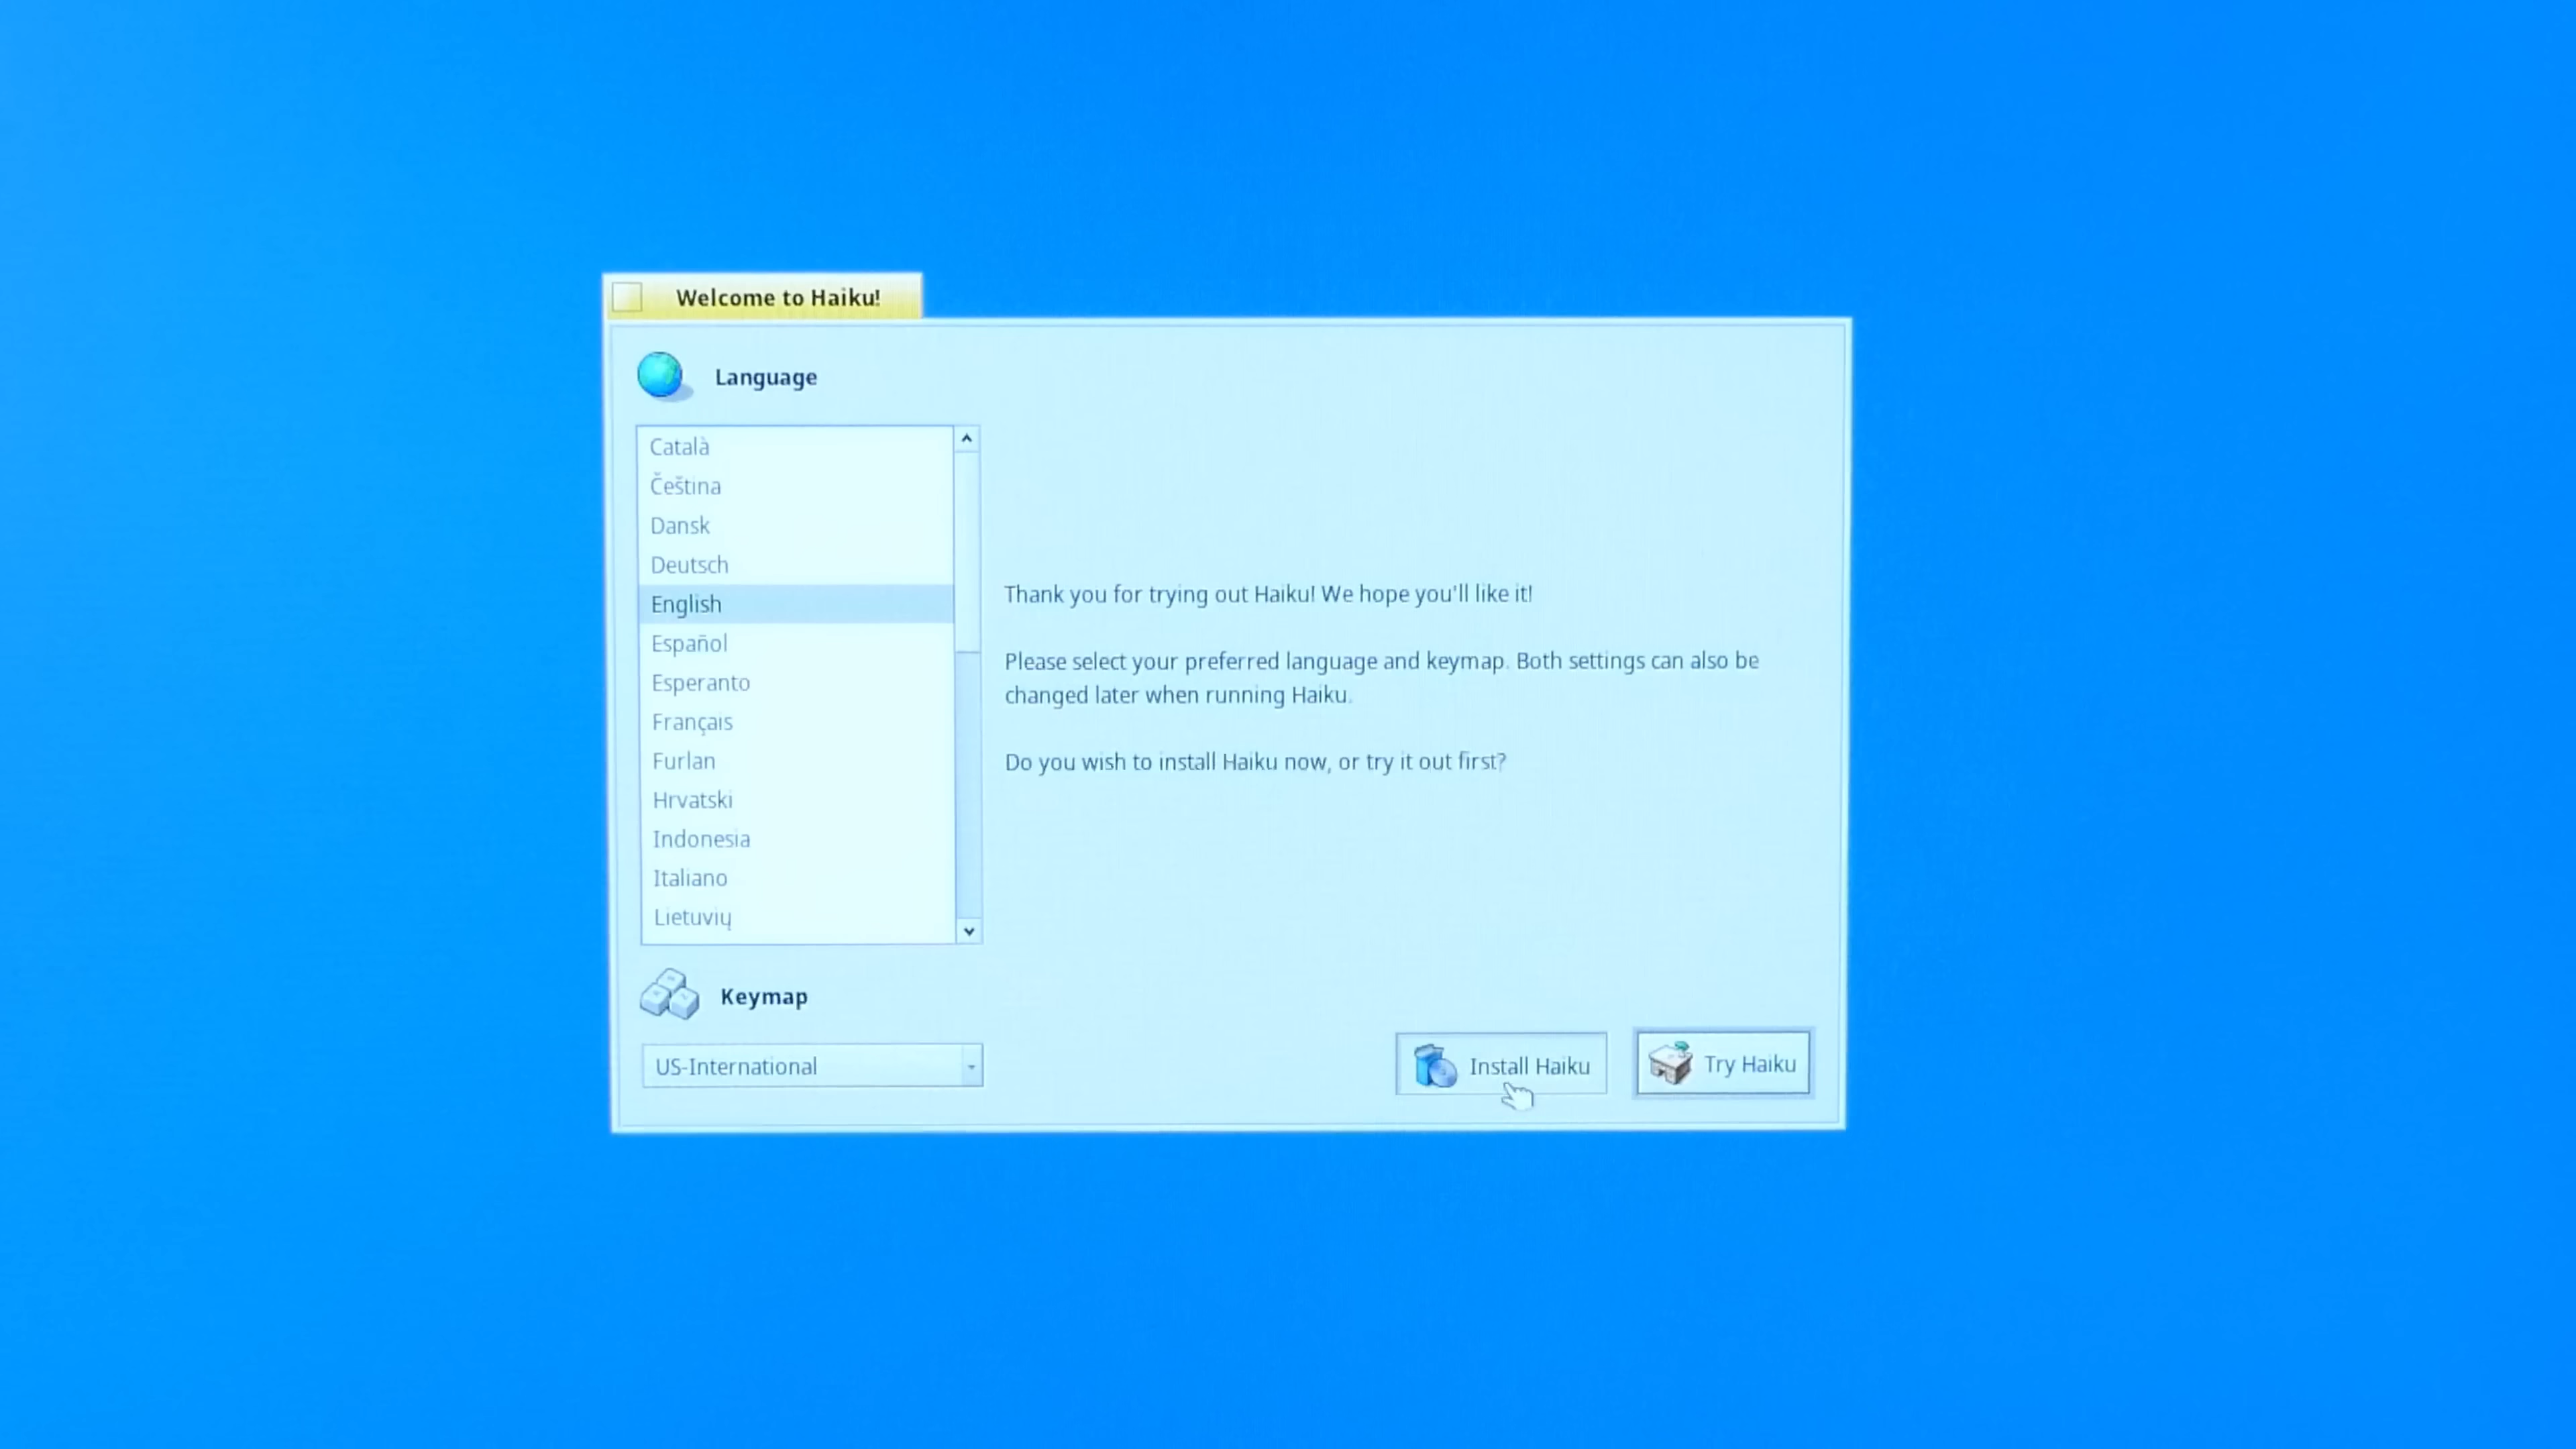 Welcome to Haiku!
Language
Català
Čeština
Dansk
Deutsch
English
Español
Esperanto
Français
Furlan
Hrvatski
Indonesia
Italiano
Lietuvių
Thank you for trying out Haiku! We hope you'll like it!
Please select your preferred language and keymap. Both settings can also be
changed later when running Haiku.
Do you wish to install Haiku now, or try it out first?
Keymap
US-International
Install Haiku
Try Haiku